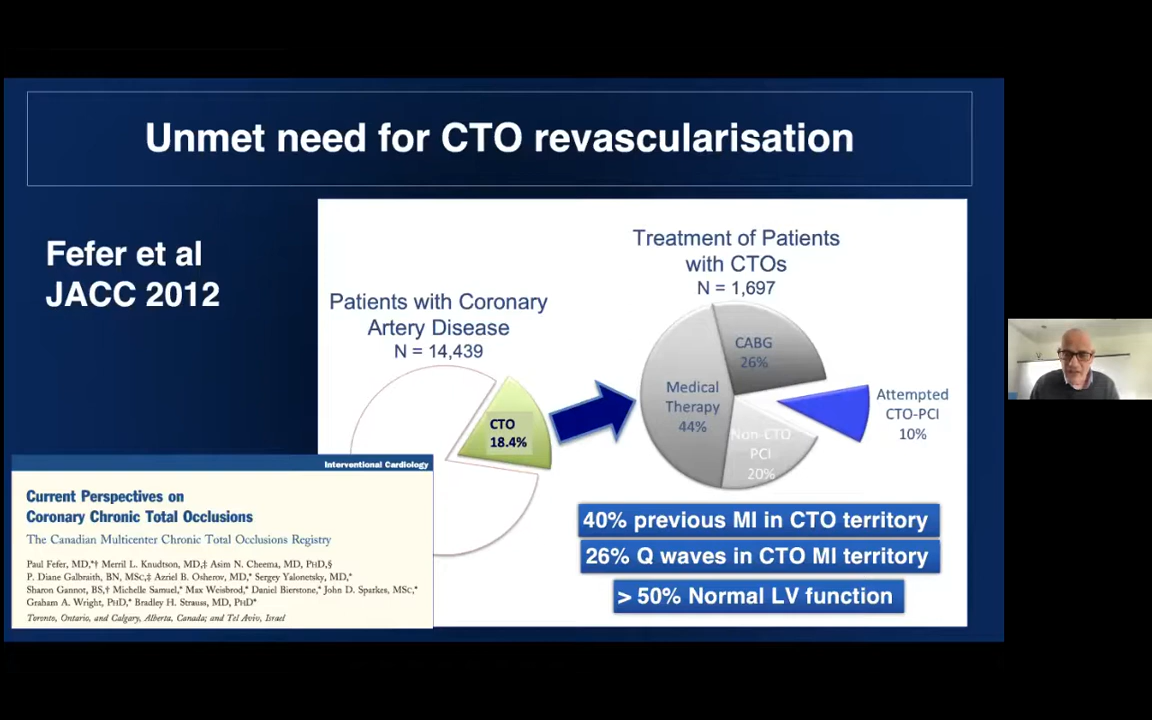 Unmet need for CTO revascularisation
Fefer et al
JACC 2012
Patients with Coronary
Artery Disease
N = 14,439
CTO
18.4%
Treatment of Patients
with CTOs
N = 1,697
CABG
26%
Medical
Therapy
44%
Non-CTO
PCI
20%
Attempted
CTO-PCI
10%
40% previous MI in CTO territory
26% Q waves in CTO MI territory
> 50% Normal LV function
Interventional Cardiology
Current Perspectives on
Coronary Chronic Total Occlusions
The Canadian Multicenter Chronic Total Occlusions Registry
Paul Fefer, MD,*† Merril L. Knudtson, MD,‡ Asim N. Cheema, MD, PHD,§
P. Diane Galbraith, BN, MSC,‡ Azriel B. Osherov, MD,* Sergey Yalonetsky, MD,*
Sharon Gannot, BS,† Michelle Samuel,* Max Weisbrod,* Daniel Bierstone,* John D. Sparkes, MSC,*
Graham A. Wright, PHD,* Bradley H. Strauss, MD, PHD*
Toronto, Ontario, and Calgary, Alberta, Canada; and Tel Aviv, Israel